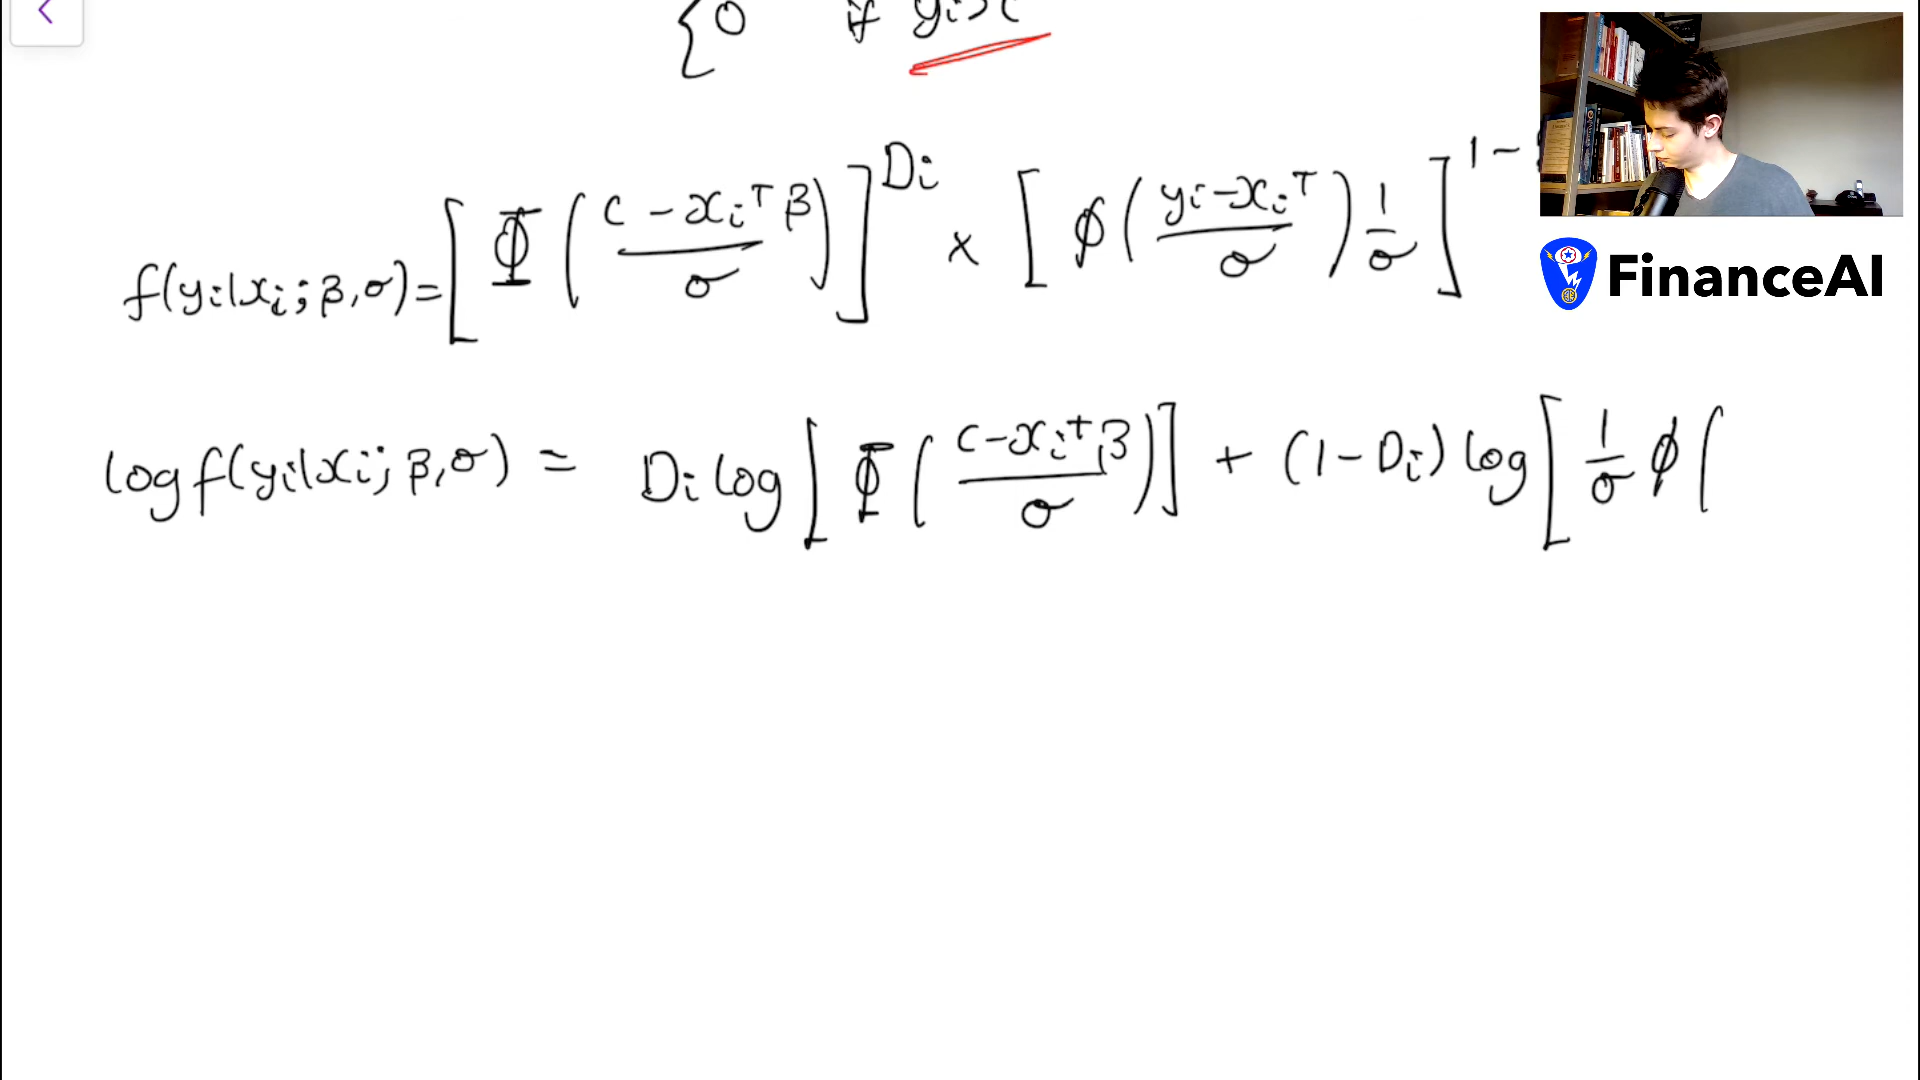 {0 if yi>c
f(yi|xi; β, σ) = [Φ((c - xiᵀβ)/σ)]^Di × [ϕ((yi - xiᵀ)/σ) 1/σ]^1-
FinanceAI
log f(yi|xi; β, σ) = Di log[Φ((c - xiᵀβ)/σ)] + (1 - Di) log[1/σ ϕ(